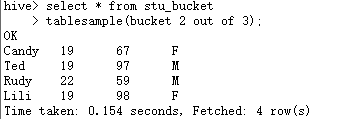 hive> select * from stu_bucket
    > tablesample(bucket 2 out of 3);
OK
Candy   19      67      F
Ted     19      97      M
Rudy    22      59      M
Lili    19      98      F
Time taken: 0.154 seconds, Fetched: 4 row(s)